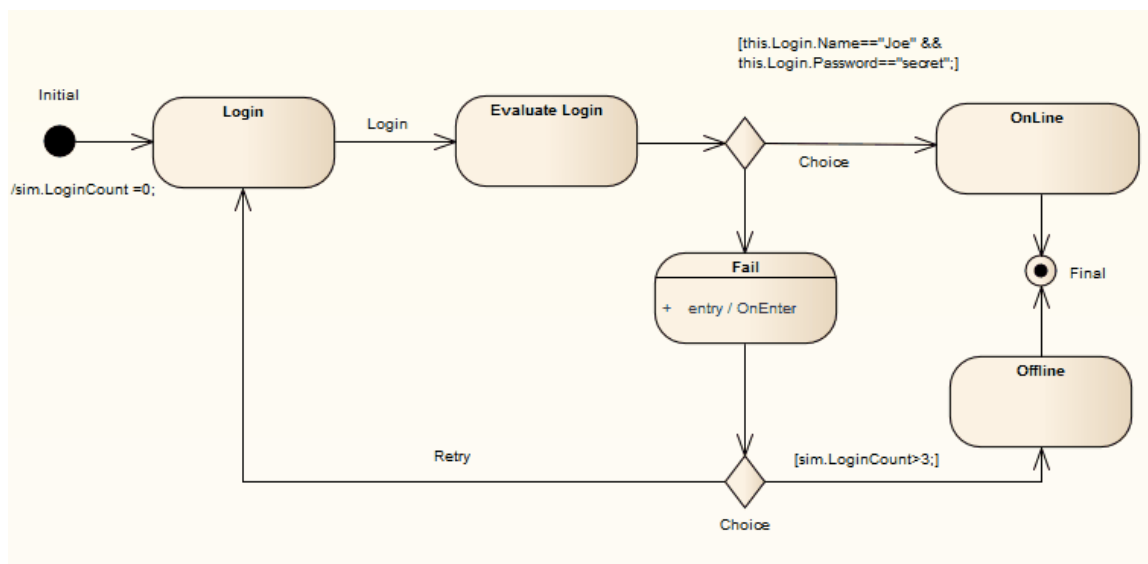 [this.Login.Name=="Joe" &&
this.Login.Password=="secret";]
Initial
Login
Login
Evaluate Login
OnLine
Choice
/sim.LoginCount =0;
Fail
+ entry / OnEnter
Final
Offline
Retry
[sim.LoginCount>3;]
Choice